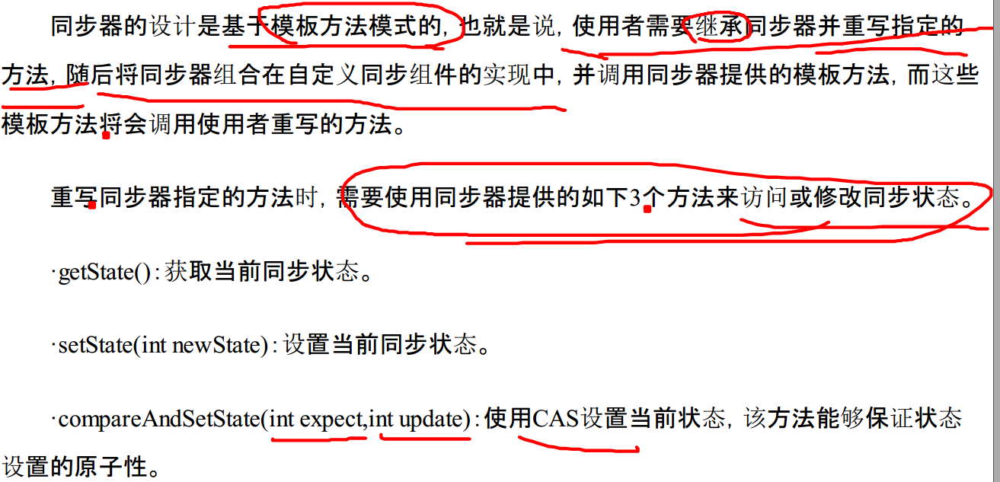 同步器的设计是基于模板方法模式的，也就是说，使用者需要继承同步器并重写指定的
方法，随后将同步器组合在自定义同步组件的实现中，并调用同步器提供的模板方法，而这些
模板方法将会调用使用者重写的方法。
重写同步器指定的方法时，需要使用同步器提供的如下3个方法来访问或修改同步状态。
·getState()：获取当前同步状态。
·setState(int newState)：设置当前同步状态。
·compareAndSetState(int expect,int update)：使用CAS设置当前状态，该方法能够保证状态
设置的原子性。